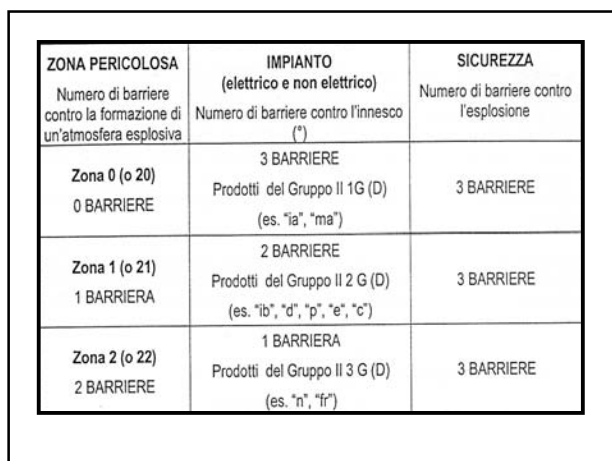 ZONA PERICOLOSA
Numero di barriere
contro la formazione di
un'atmosfera esplosiva
IMPIANTO
(elettrico e non elettrico)
Numero di barriere contro l'innesco
(°)
SICUREZZA
Numero di barriere contro
l'esplosione
Zona 0 (o 20)
0 BARRIERE
3 BARRIERE
Prodotti del Gruppo II 1G (D)
(es. "ia", "ma")
3 BARRIERE
Zona 1 (o 21)
1 BARRIERA
2 BARRIERE
Prodotti del Gruppo II 2 G (D)
(es. "ib", "d", "p", "e", "c")
3 BARRIERE
Zona 2 (o 22)
2 BARRIERE
1 BARRIERA
Prodotti del Gruppo II 3 G (D)
(es. "n", "fr")
3 BARRIERE